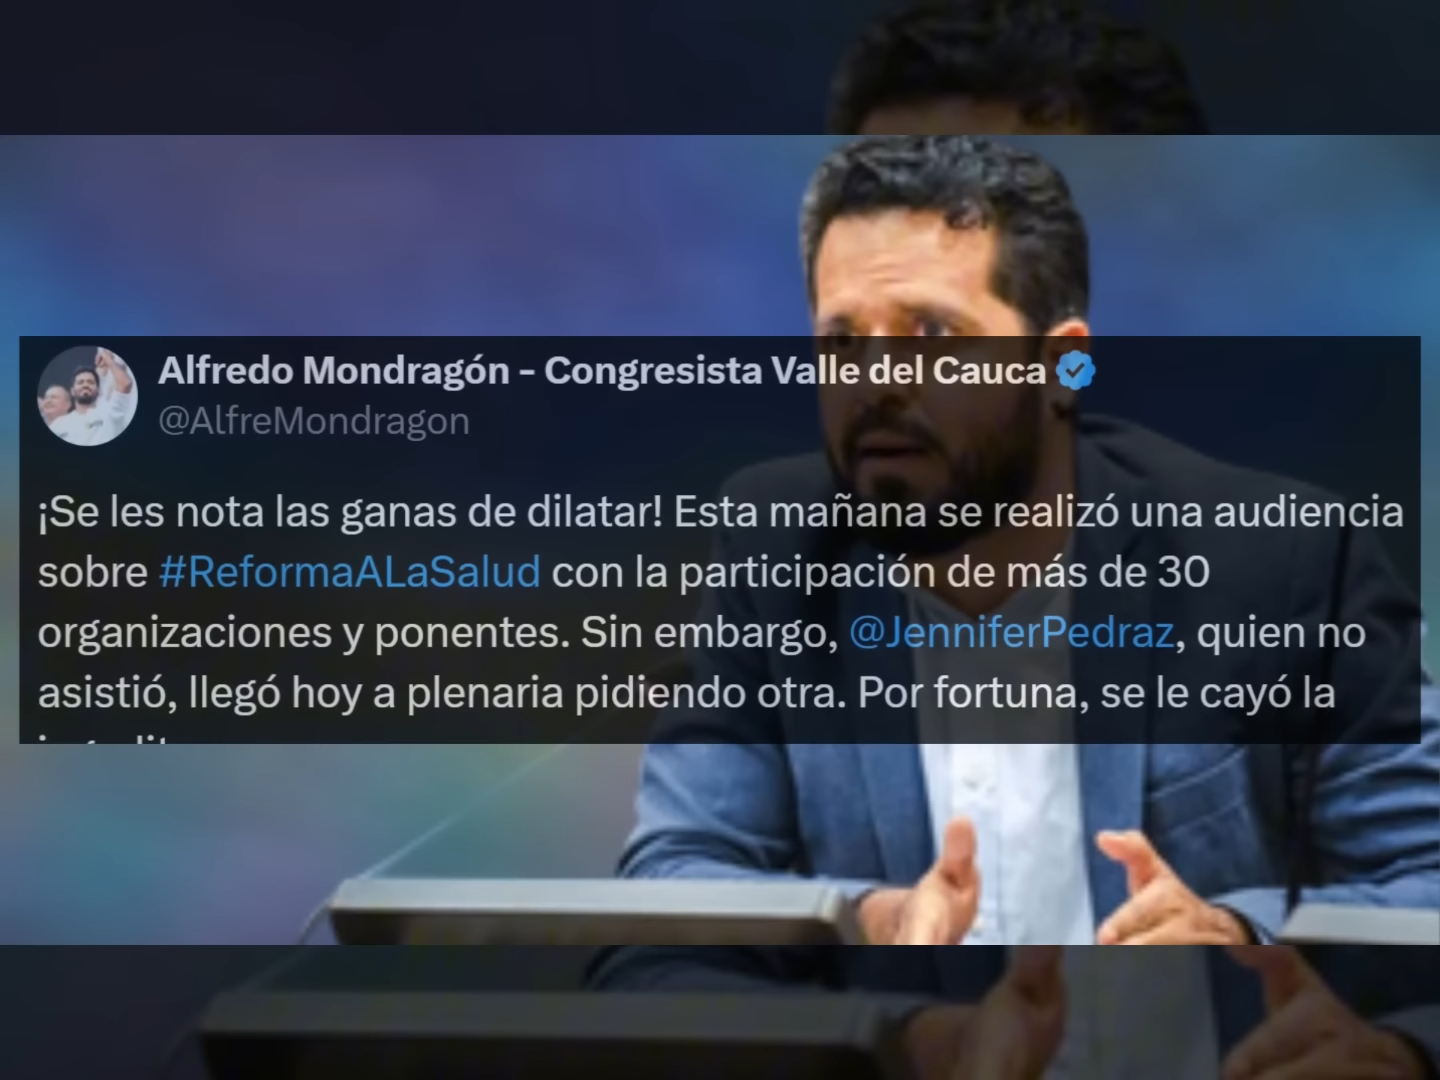 Alfredo Mondragón - Congresista Valle del Cauca
@AlfreMondragon
¡Se les nota las ganas de dilatar! Esta mañana se realizó una audiencia
sobre #ReformaALaSalud con la participación de más de 30
organizaciones y ponentes. Sin embargo, @JenniferPedraz, quien no
asistió, llegó hoy a plenaria pidiendo otra. Por fortuna, se le cayó la